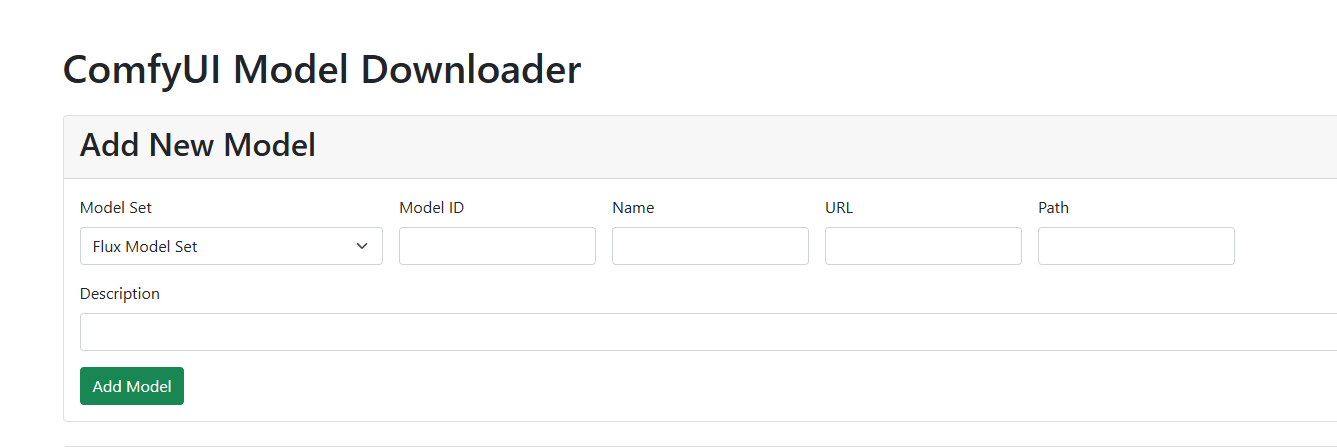 ComfyUI Model Downloader
Add New Model
Model Set Model ID Name URL Path
Flux Model Set
Description
Add Model